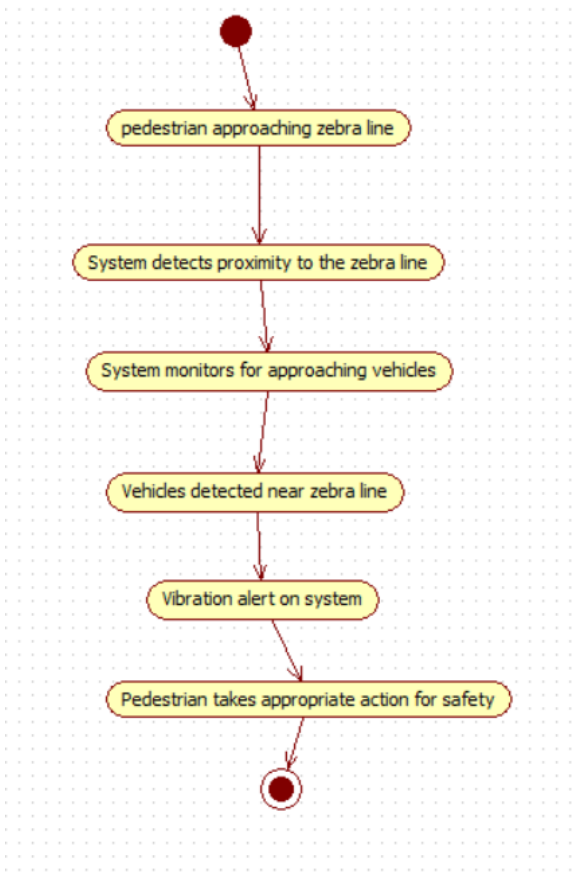 pedestrian approaching zebra line
System detects proximity to the zebra line
System monitors for approaching vehicles
Vehicles detected near zebra line
Vibration alert on system
Pedestrian takes appropriate action for safety